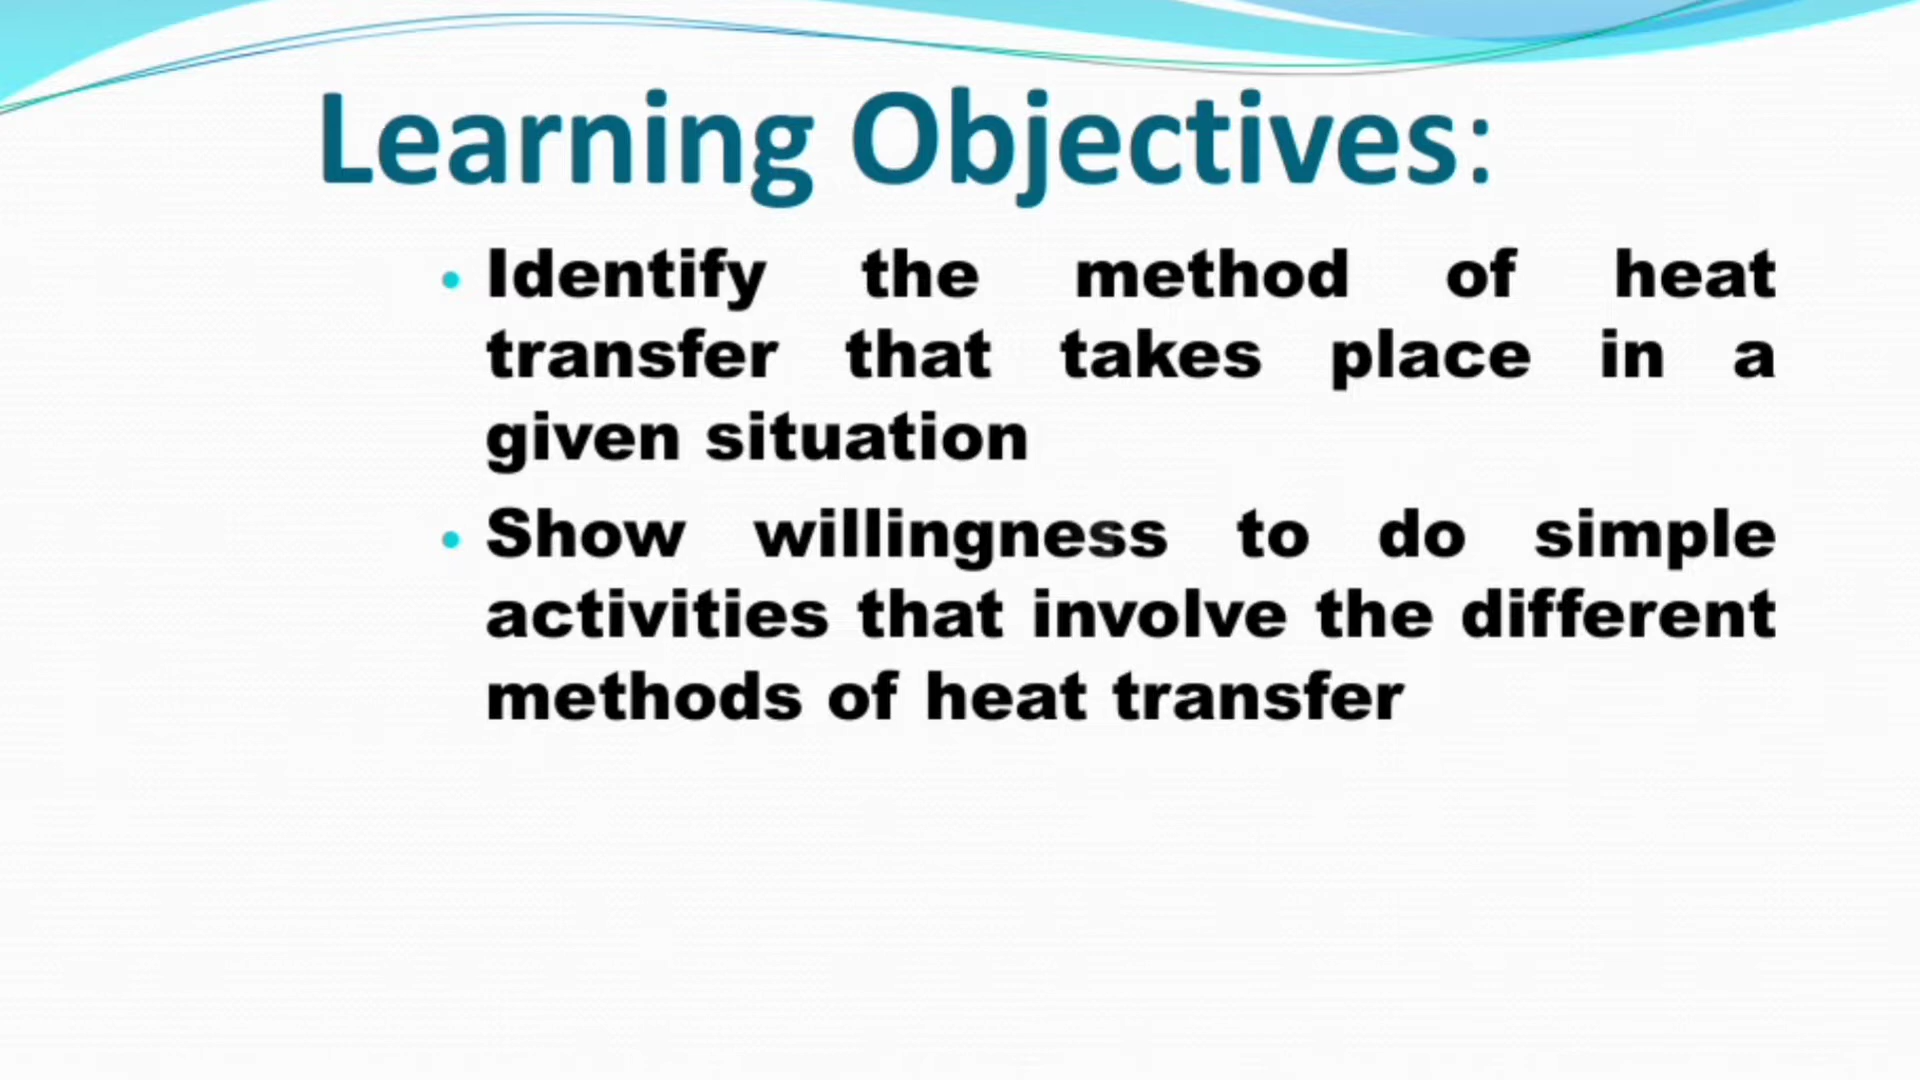 Learning Objectives:
• Identify the method of heat
transfer that takes place in a
given situation
• Show willingness to do simple
activities that involve the different
methods of heat transfer